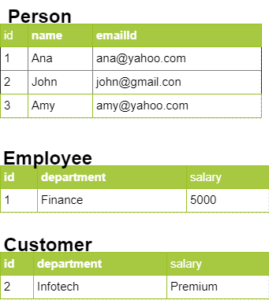 Person
id name emailId
1 Ana ana@yahoo.com
2 John john@gmail.con
3 Amy amy@yahoo.com
Employee
id department salary
1 Finance 5000
Customer
id department salary
2 Infotech Premium